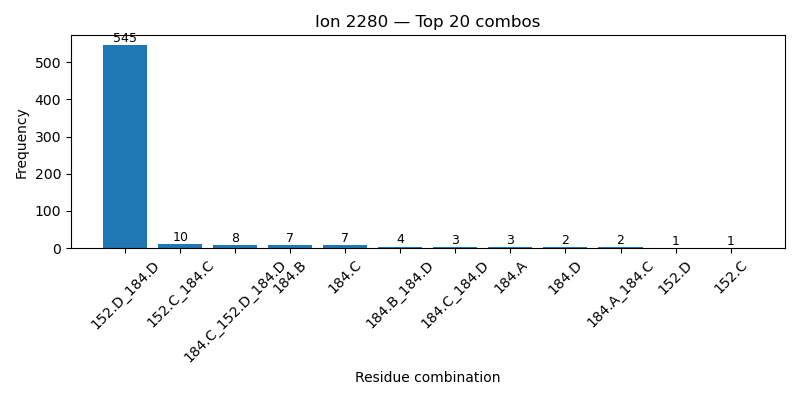 Ion 2280 — Top 20 combos
Frequency
500
400
300
200
100
0
545
10
8
7
7
4
3
3
2
2
1
1
152.D_184.D
152.C_184.C
184.C_152.D_184.D
184.B
184.C
184.B_184.D
184.C_184.D
184.A
184.D
184.A_184.C
152.D
152.C
Residue combination